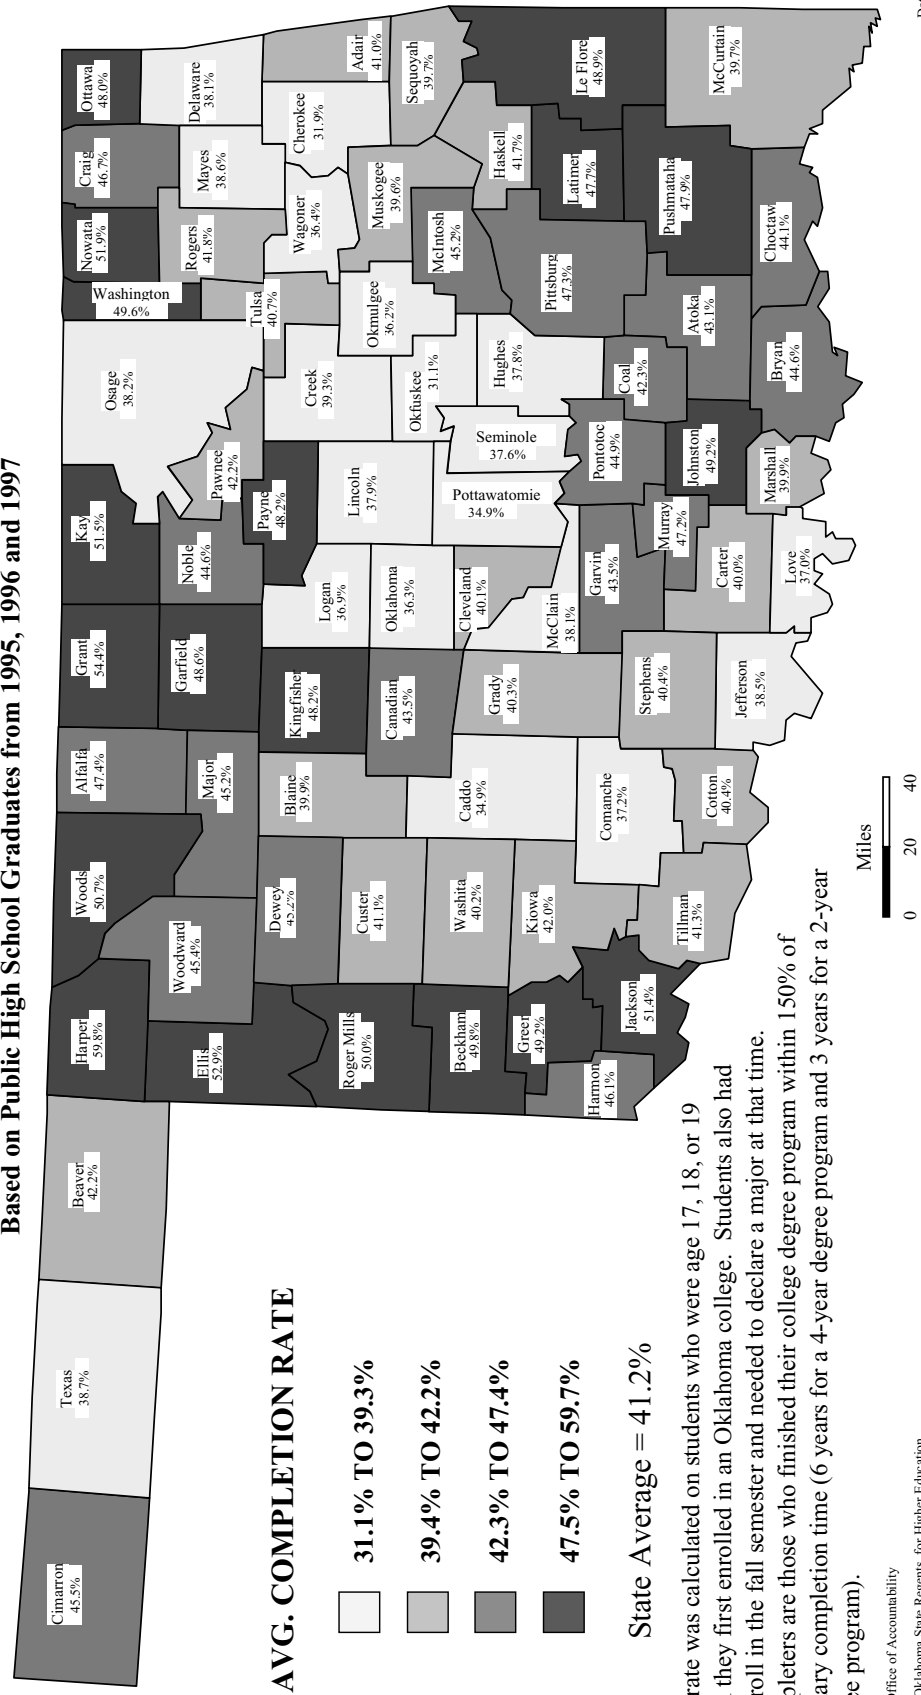 Based on Public High School Graduates from 1995, 1996 and 1997
Cimarron
45.5%
Texas
38.7%
Beaver
42.2%
Harper
59.8%
Woods
50.7%
Alfalfa
47.4%
Grant
54.4%
Kay
51.5%
Osage
38.2%
Washington
49.6%
Nowata
51.9%
Craig
46.7%
Ottawa
48.0%
Ellis
52.9%
Woodward
45.4%
Major
45.2%
Garfield
48.6%
Noble
44.6%
Pawnee
42.2%
Tulsa
40.7%
Rogers
41.8%
Mayes
38.6%
Delaware
38.1%
Roger Mills
50.0%
Dewey
45.2%
Blaine
39.9%
Kingfisher
48.2%
Logan
36.9%
Payne
48.2%
Creek
39.3%
Wagoner
36.4%
Cherokee
31.9%
Adair
41.0%
Custer
41.1%
Canadian
43.5%
Oklahoma
36.3%
Lincoln
37.9%
Okfuskee
31.1%
Okmulgee
36.2%
Muskogee
39.6%
Sequoyah
39.7%
Beckham
49.8%
Washita
40.2%
Caddo
34.9%
Grady
40.3%
Cleveland
40.1%
McClain
38.1%
Pottawatomie
34.9%
Seminole
37.6%
Hughes
37.8%
McIntosh
45.2%
Haskell
41.7%
Greer
49.2%
Kiowa
42.0%
Comanche
37.2%
Stephens
40.4%
Garvin
43.5%
Pontotoc
44.9%
Coal
42.3%
Pittsburg
47.3%
Latimer
47.7%
Le Flore
48.9%
Harmon
46.1%
Jackson
51.4%
Tillman
41.3%
Cotton
40.4%
Jefferson
38.5%
Carter
40.0%
Murray
47.2%
Johnston
49.2%
Atoka
43.1%
Pushmataha
47.9%
McCurtain
39.7%
Love
37.0%
Marshall
39.9%
Bryan
44.6%
Choctaw
44.1%
AVG. COMPLETION RATE
31.1% TO 39.3%
39.4% TO 42.2%
42.3% TO 47.4%
47.5% TO 59.7%
State Average = 41.2%
rate was calculated on students who were age 17, 18, or 19
they first enrolled in an Oklahoma college. Students also had
roll in the fall semester and needed to declare a major at that time.
pleters are those who finished their college degree program within 150% of
ary completion time (6 years for a 4-year degree program and 3 years for a 2-year
e program).
Miles
0 20 40
ffice of Accountability
Oklahoma State Regents for Higher Education